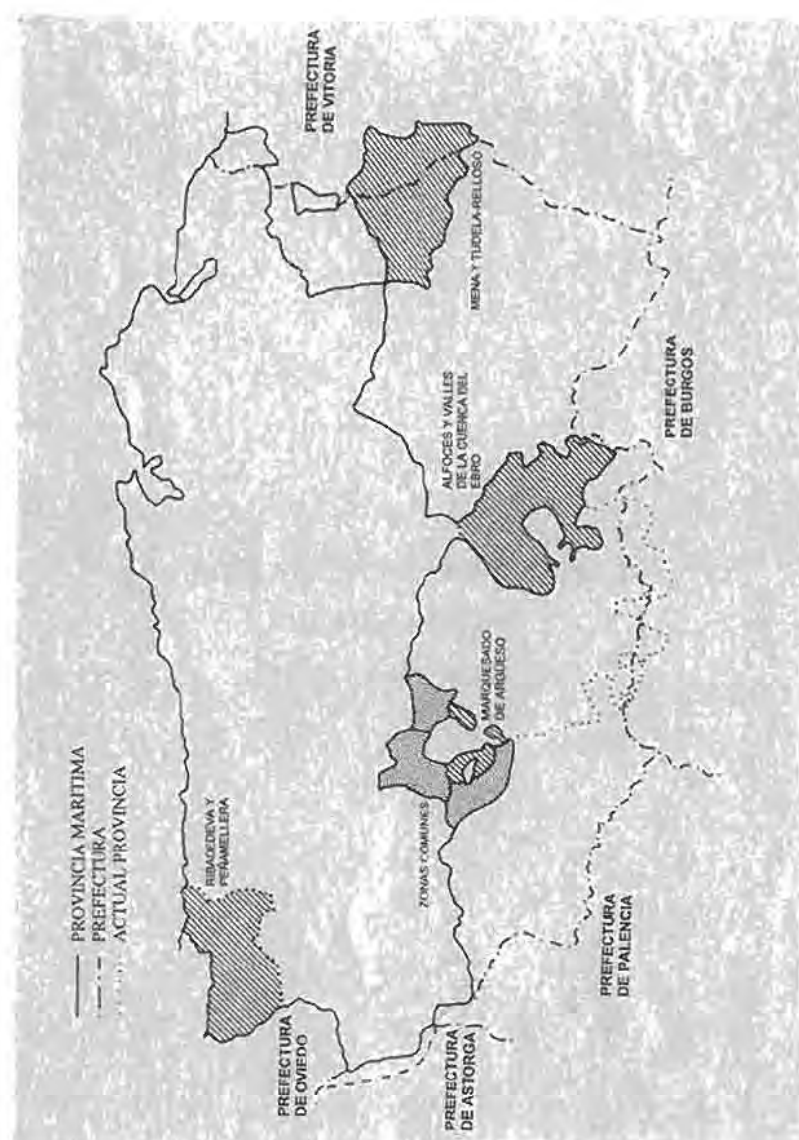 PROVINCIA MARITIMA
PREFECTURA
ACTUAL PROVINCIA
RIBADEDEVA Y
PEÑAMELLERA
PREFECTURA
DE OVIEDO
PREFECTURA
DE ASTORGA
ZONAS COMUNES
MARQUESADO
DE ARGÜESO
PREFECTURA
DE PALENCIA
ALFOCES Y VALLES
DE LA CUENCA DEL
EBRO
PREFECTURA
DE BURGOS
MENA Y TUDELA-RELLOSO
PREFECTURA
DE VITORIA